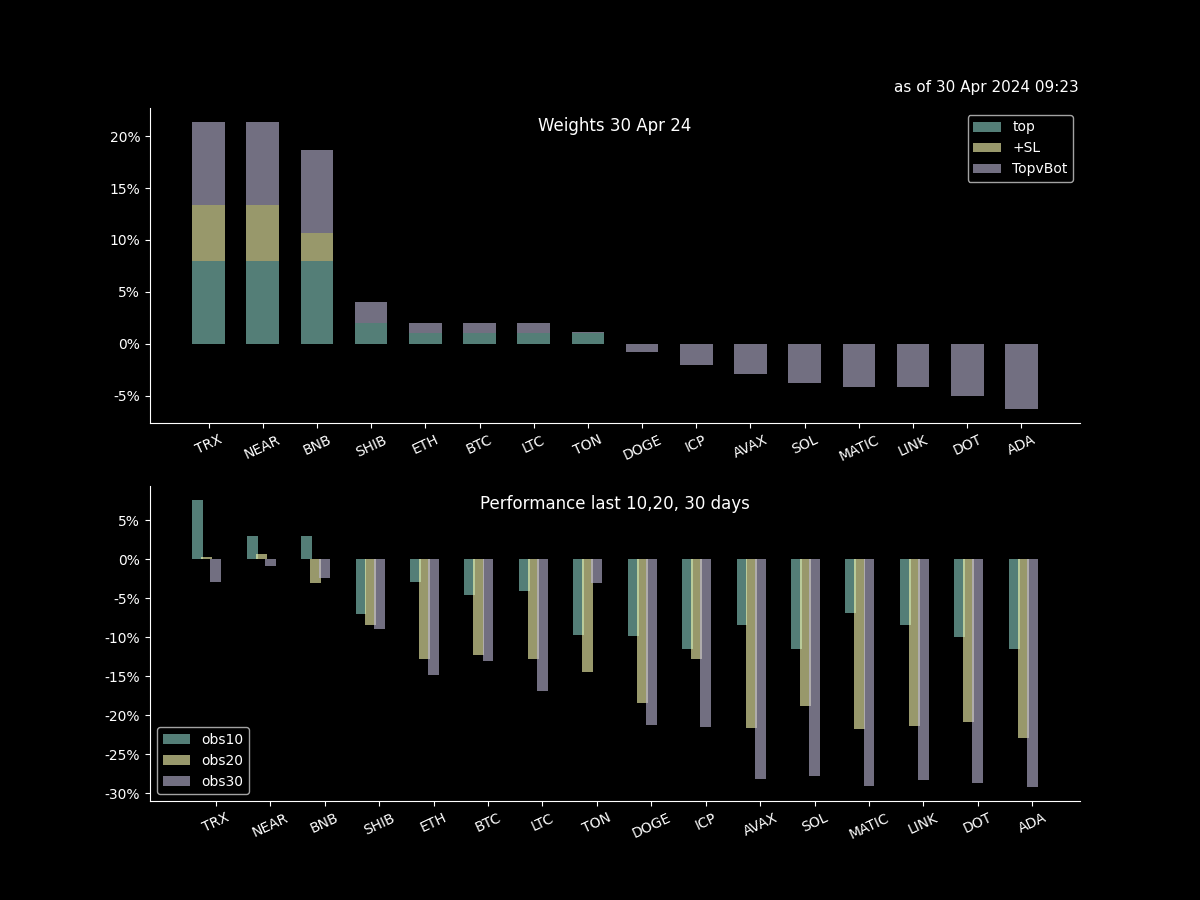 as of 30 Apr 2024 09:23
Weights 30 Apr 24
top
+SL
TopvBot
20%
15%
10%
5%
0%
-5%
TRX NEAR BNB SHIB ETH BTC LTC TON DOGE ICP AVAX SOL MATIC LINK DOT ADA
Performance last 10,20, 30 days
5%
0%
-5%
-10%
-15%
-20%
-25%
-30%
obs10
obs20
obs30
TRX NEAR BNB SHIB ETH BTC LTC TON DOGE ICP AVAX SOL MATIC LINK DOT ADA